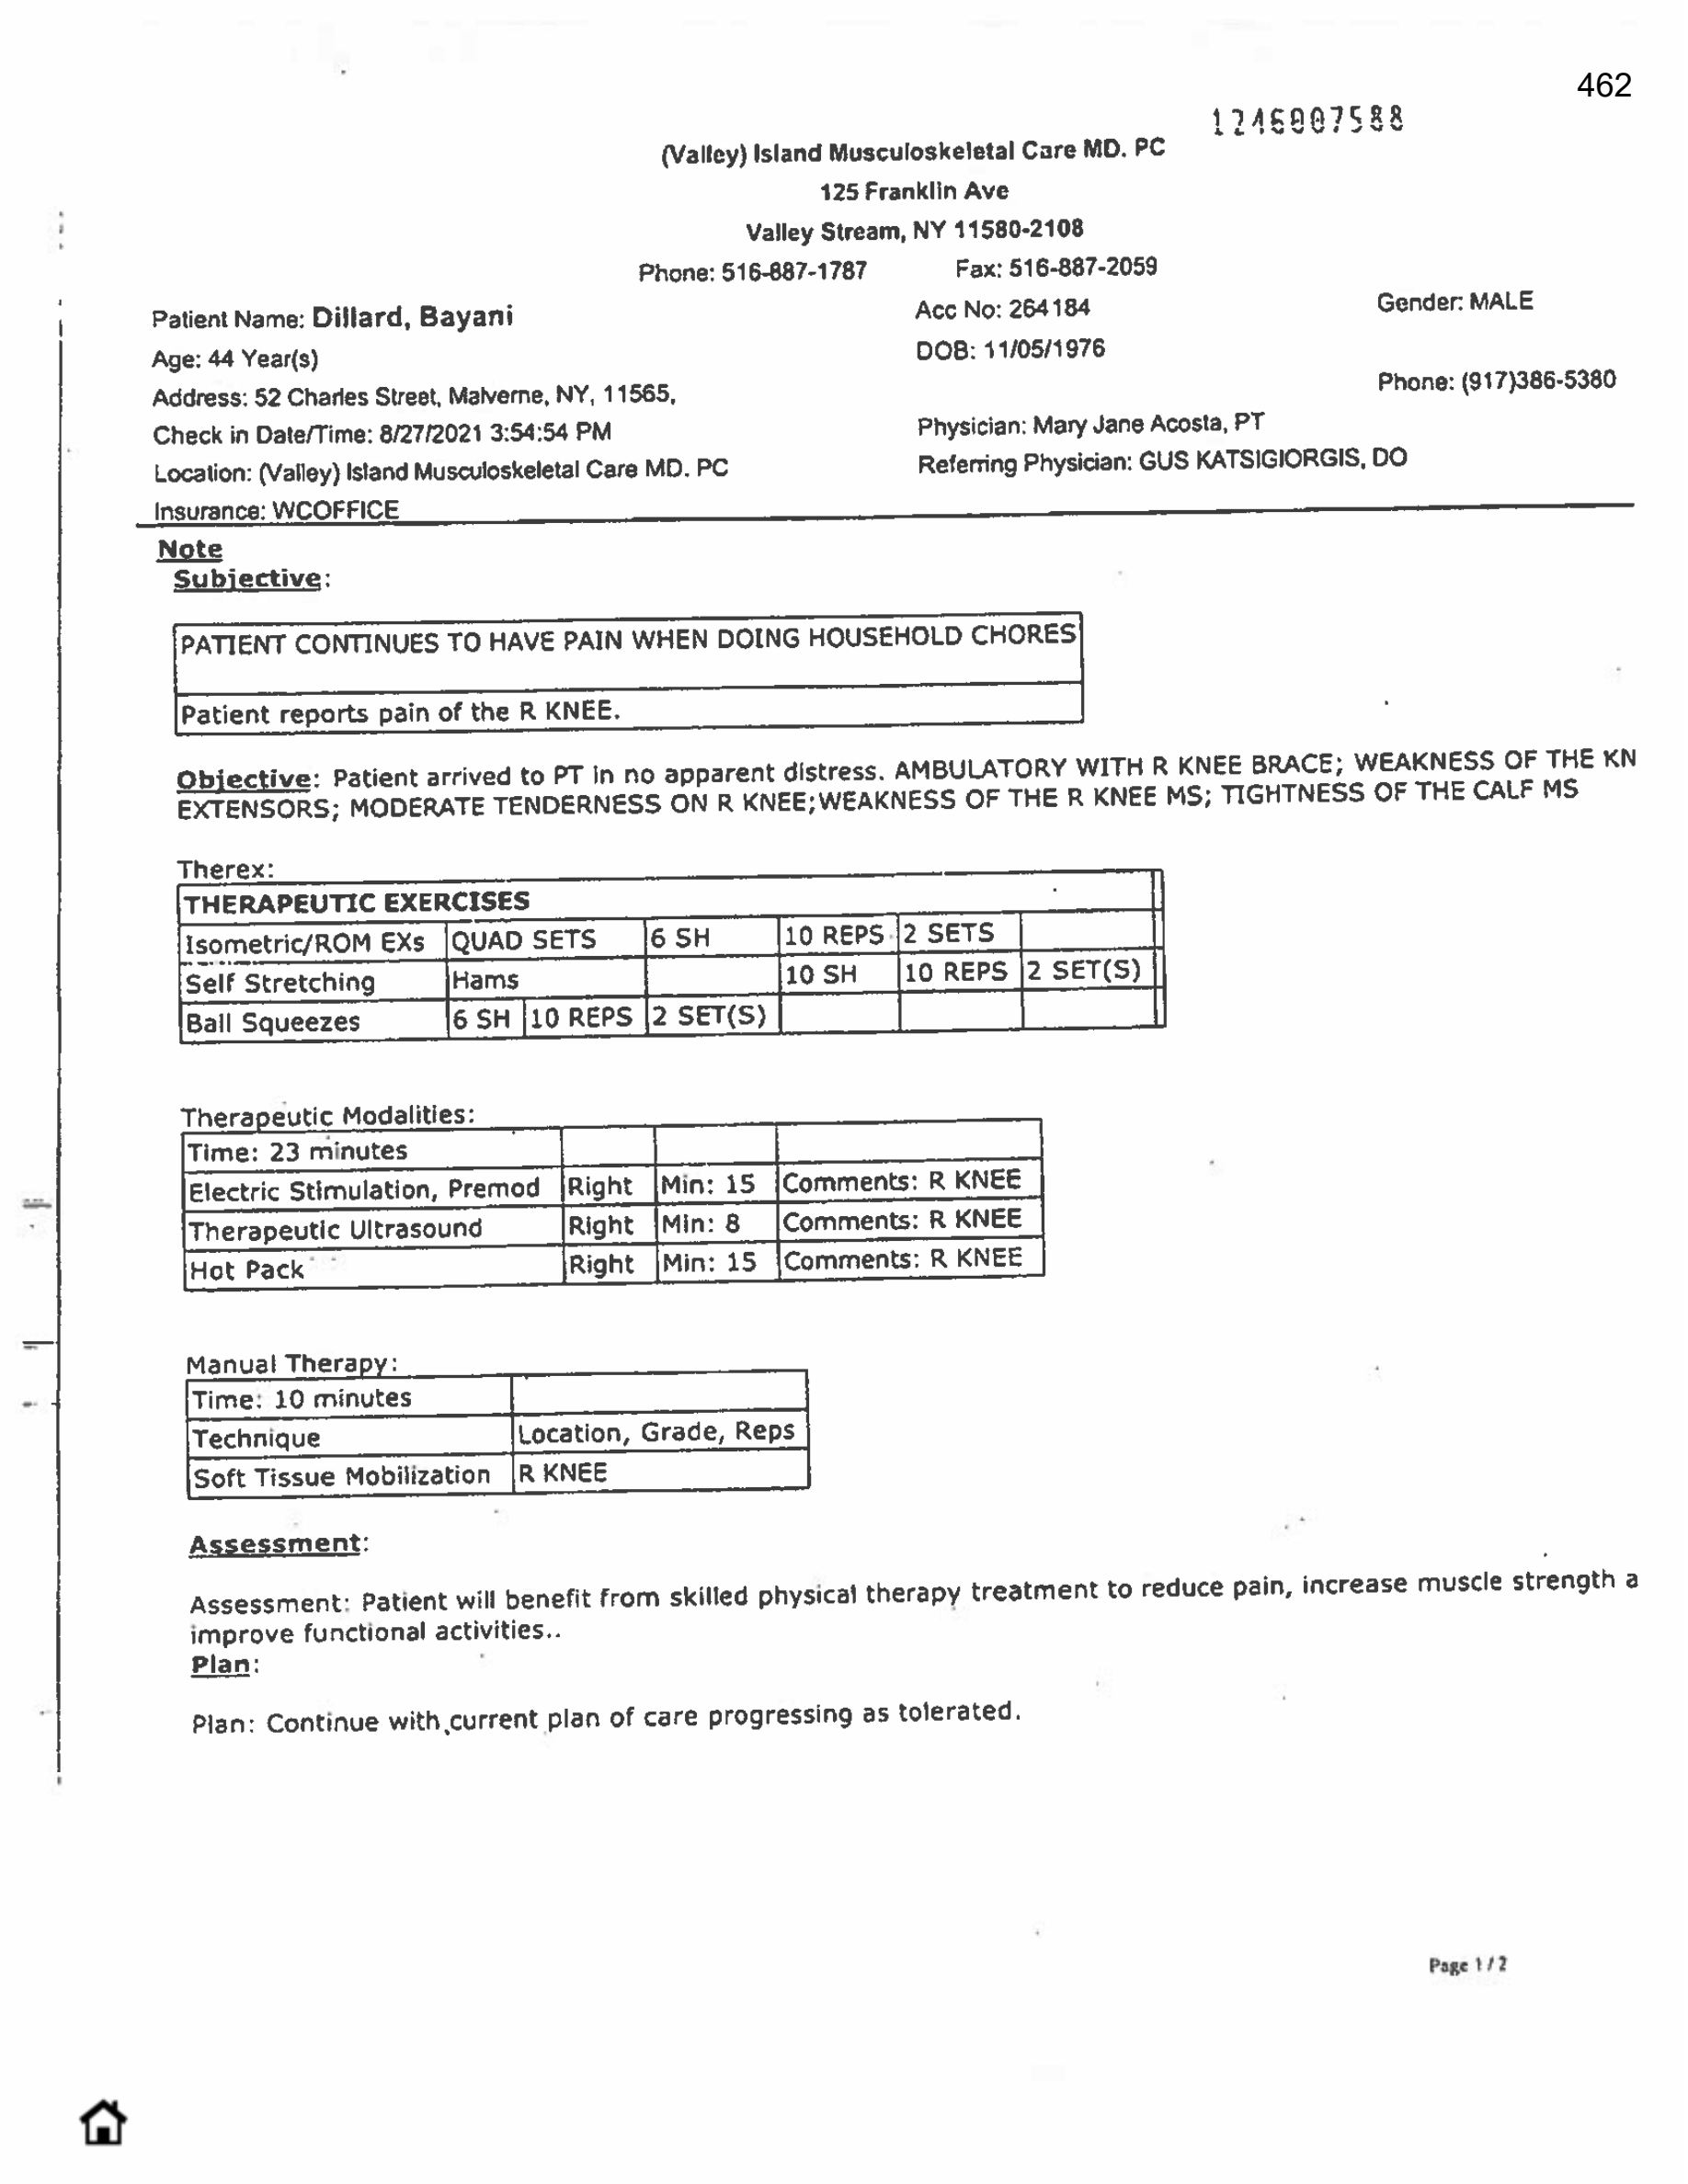 462
1246007588
(Valley) Island Musculoskeletal Care MD. PC
125 Franklin Ave
Valley Stream, NY 11580-2108
Phone: 516-887-1787 Fax: 516-887-2059
Patient Name: Dillard, Bayani Acc No: 264184 Gender: MALE
Age: 44 Year(s) DOB: 11/05/1976
Address: 52 Charles Street, Malverne, NY, 11565, Phone: (917)386-5380
Check in Date/Time: 8/27/2021 3:54:54 PM Physician: Mary Jane Acosta, PT
Location: (Valley) Island Musculoskeletal Care MD. PC Referring Physician: GUS KATSIGIORGIS, DO
Insurance: WCOFFICE
Note
Subjective:
PATIENT CONTINUES TO HAVE PAIN WHEN DOING HOUSEHOLD CHORES
Patient reports pain of the R KNEE.
Objective: Patient arrived to PT in no apparent distress. AMBULATORY WITH R KNEE BRACE; WEAKNESS OF THE KN
EXTENSORS; MODERATE TENDERNESS ON R KNEE;WEAKNESS OF THE R KNEE MS; TIGHTNESS OF THE CALF MS
Therex:
THERAPEUTIC EXERCISES
Isometric/ROM EXs QUAD SETS 6 SH 10 REPS 2 SETS
Self Stretching Hams 10 SH 10 REPS 2 SET(S)
Ball Squeezes 6 SH 10 REPS 2 SET(S)
Therapeutic Modalities:
Time: 23 minutes
Electric Stimulation, Premod Right Min: 15 Comments: R KNEE
Therapeutic Ultrasound Right Min: 8 Comments: R KNEE
Hot Pack Right Min: 15 Comments: R KNEE
Manual Therapy:
Time: 10 minutes
Technique Location, Grade, Reps
Soft Tissue Mobilization R KNEE
Assessment:
Assessment: Patient will benefit from skilled physical therapy treatment to reduce pain, increase muscle strength a
improve functional activities..
Plan:
Plan: Continue with current plan of care progressing as tolerated.
Page 1 / 2